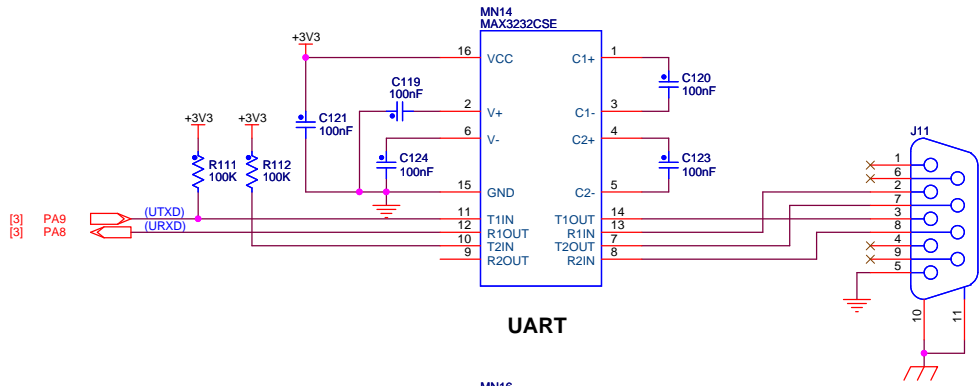 MN14
MAX3232CSE
+3V3
16 VCC C1+ 1
C119
100nF
C120
100nF
2 V+ C1- 3
C121
100nF
+3V3 +3V3
6 V- C2+ 4
R111
100K
R112
100K
C124
100nF
C123
100nF
15 GND C2- 5
[3] PA9 (UTXD) 11 T1IN T1OUT 14
[3] PA8 (URXD) 12 R1OUT R1IN 13
10 T2IN T2OUT 7
9 R2OUT R2IN 8
J11
1
6
2
7
3
8
4
9
5
10 11
UART
MN16